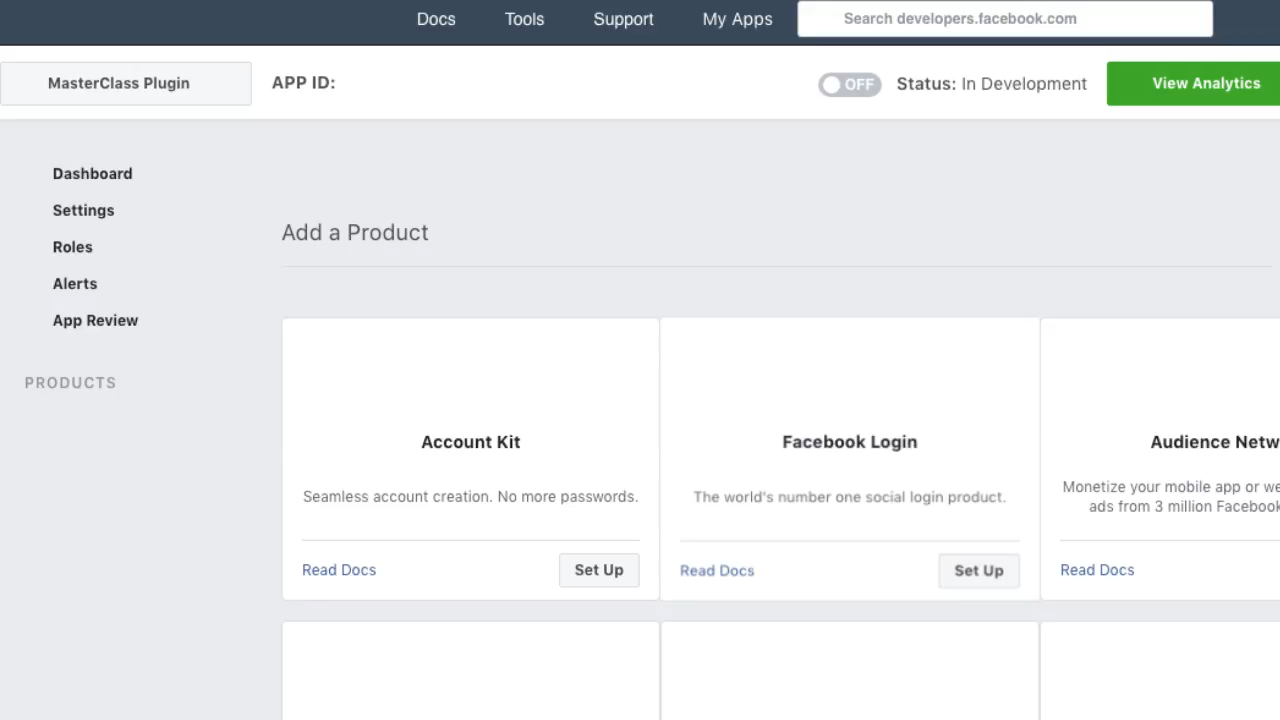 Docs Tools Support My Apps Search developers.facebook.com
MasterClass Plugin APP ID: OFF Status: In Development View Analytics
Dashboard
Settings
Roles
Alerts
App Review
PRODUCTS
Add a Product
Account Kit
Seamless account creation. No more passwords.
Read Docs Set Up
Facebook Login
The world's number one social login product.
Read Docs Set Up
Audience Netw
Monetize your mobile app or we
ads from 3 million Facebook
Read Docs